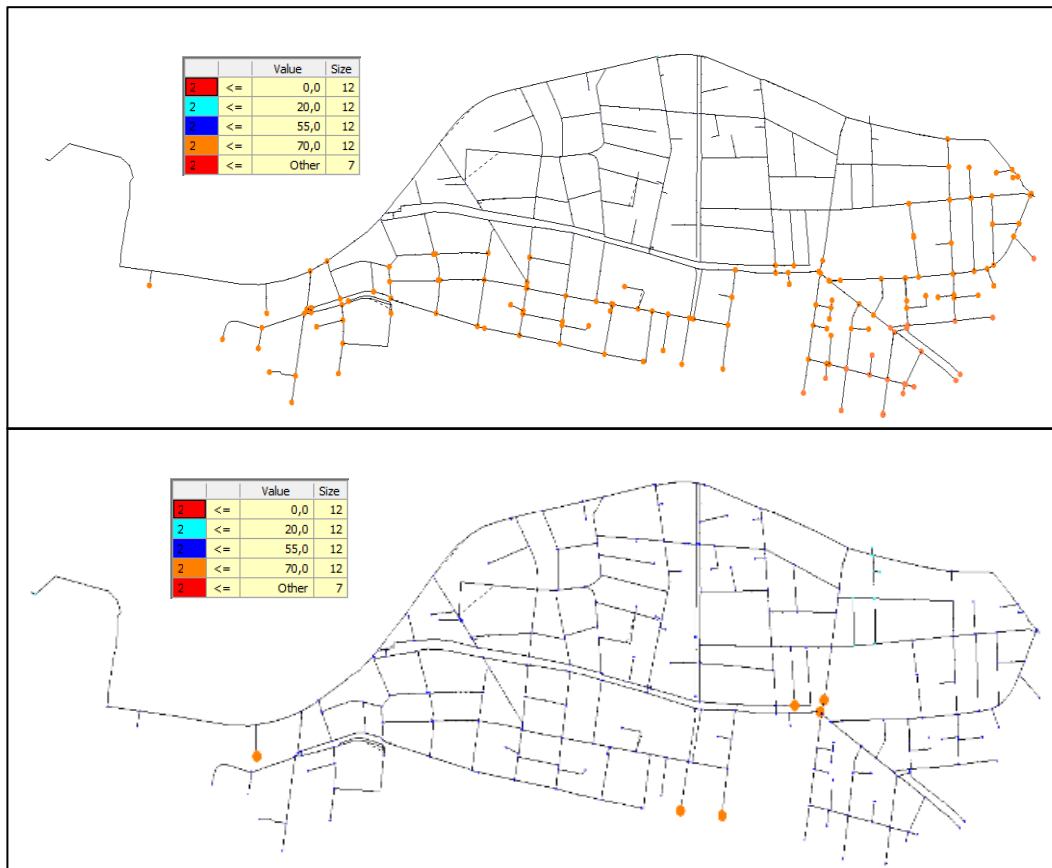 Value Size
2 <= 0,0 12
2 <= 20,0 12
2 <= 55,0 12
2 <= 70,0 12
2 <= Other 7
Value Size
2 <= 0,0 12
2 <= 20,0 12
2 <= 55,0 12
2 <= 70,0 12
2 <= Other 7